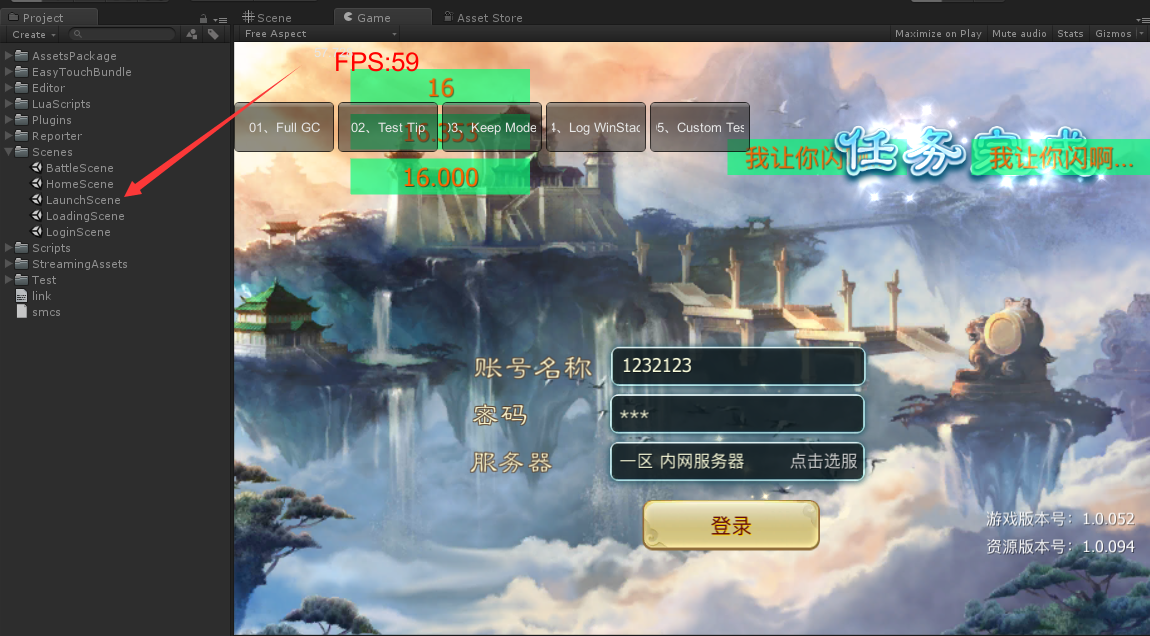 Project
Scene
Game
Asset Store
Create
Free Aspect
Maximize on Play
Mute audio
Stats
Gizmos
AssetsPackage
EasyTouchBundle
Editor
LuaScripts
Plugins
Reporter
Scenes
BattleScene
HomeScene
LaunchScene
LoadingScene
LoginScene
Scripts
StreamingAssets
Test
link
smcs
FPS:59
16
01、Full GC
02、Test Tip
03、Keep Mode
4、Log WinStac
05、Custom Tes
16.333
16.000
我让你闪
任务完成
我让你闪啊...
账号名称
1232123
密码
***
服务器
一区 内网服务器
点击选服
登录
游戏版本号：1.0.052
资源版本号：1.0.094